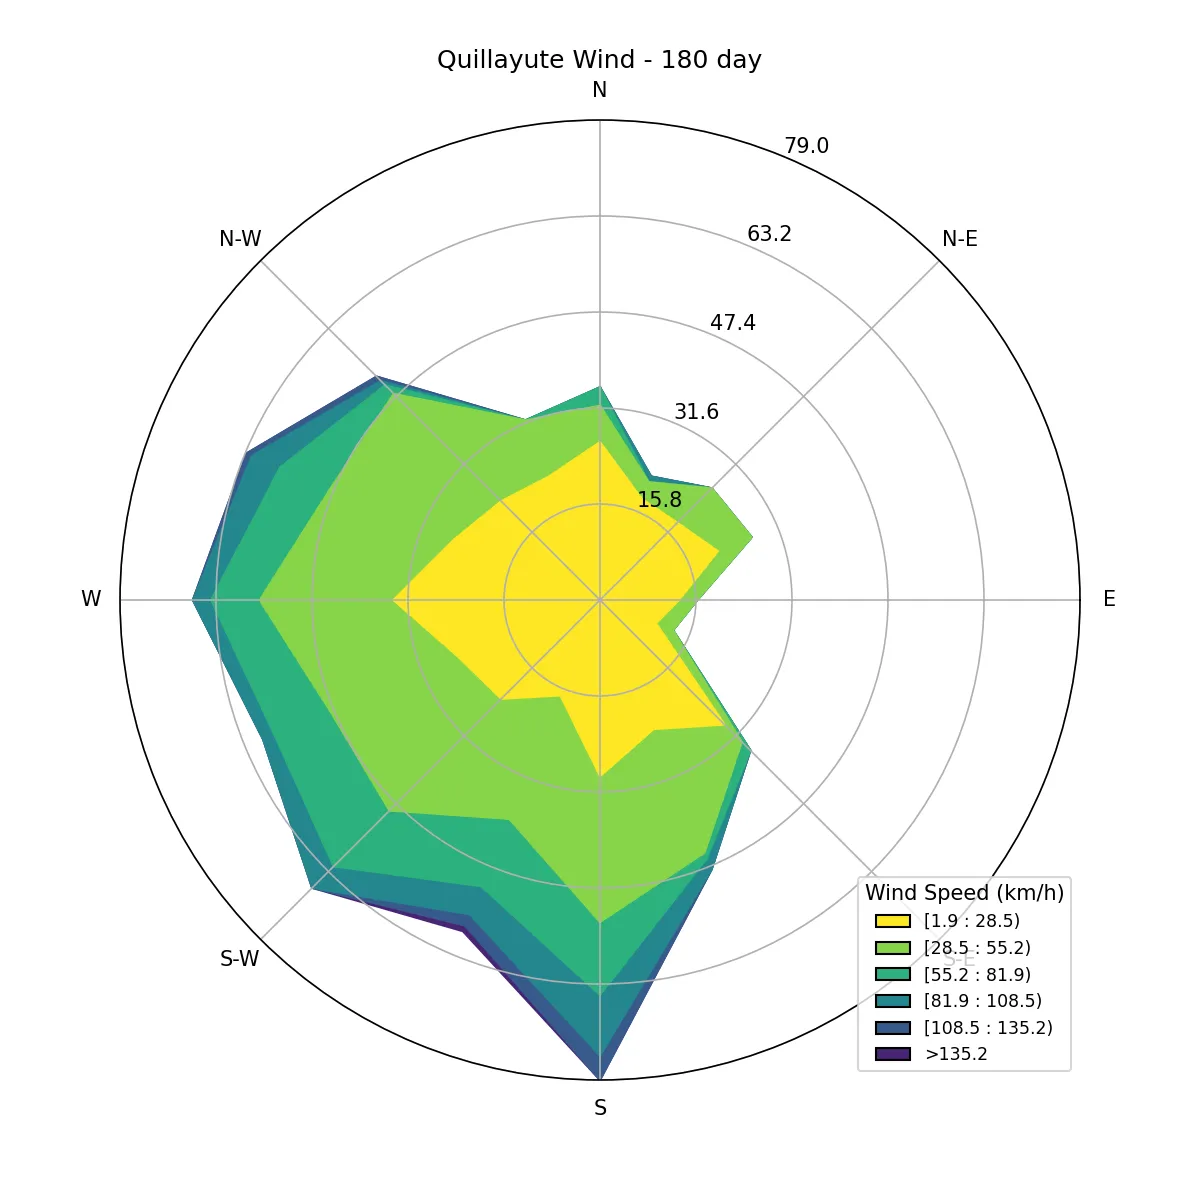 Quillayute Wind - 180 day
N
79.0
N-W
63.2
N-E
47.4
31.6
15.8
W
E
S-W
S-E
S
Wind Speed (km/h)
[1.9 : 28.5)
[28.5 : 55.2)
[55.2 : 81.9)
[81.9 : 108.5)
[108.5 : 135.2)
>135.2